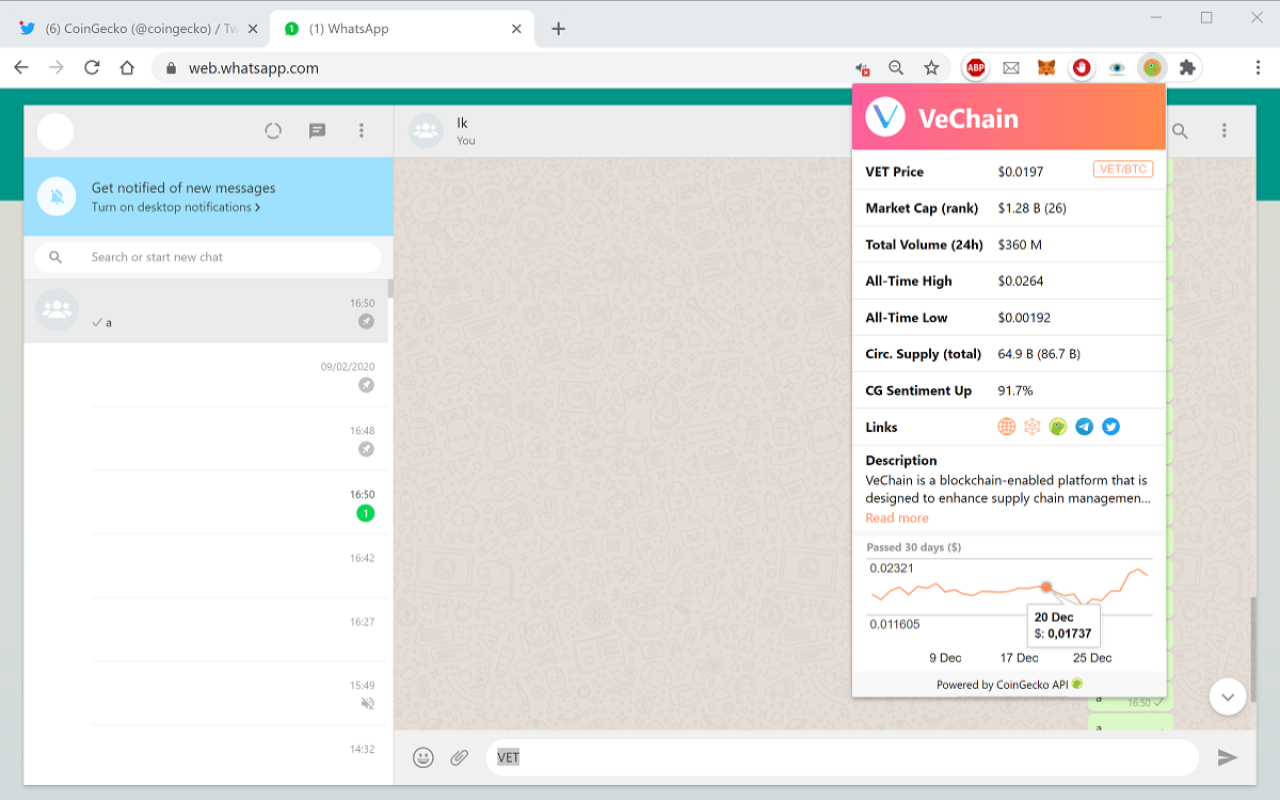 (6) CoinGecko (@coingecko) / Tw
1 (1) WhatsApp
web.whatsapp.com
ABP
lk
You
Get notified of new messages
Turn on desktop notifications
Search or start new chat
16:50
a
09/02/2020
16:48
16:50
1
16:42
16:27
15:49
14:32
VeChain
VET Price $0.0197 VET/BTC
Market Cap (rank) $1.28 B (26)
Total Volume (24h) $360 M
All-Time High $0.0264
All-Time Low $0.00192
Circ. Supply (total) 64.9 B (86.7 B)
CG Sentiment Up 91.7%
Links
Description
VeChain is a blockchain-enabled platform that is
designed to enhance supply chain managemen...
Read more
Passed 30 days ($)
0.02321
0.011605
20 Dec
$: 0,01737
9 Dec 17 Dec 25 Dec
Powered by CoinGecko API
a
16:50
a
VET